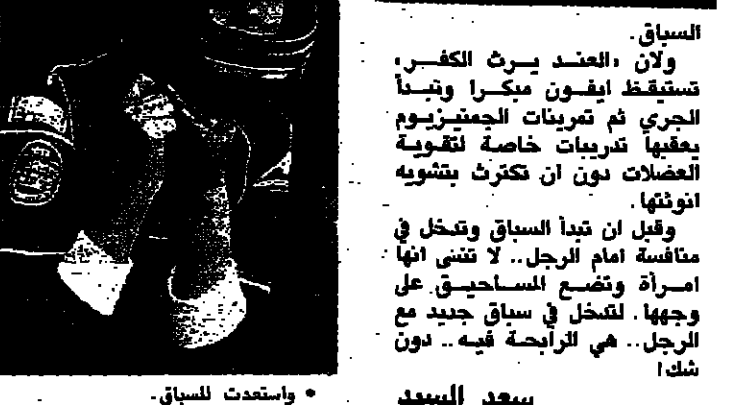 السباق.
ولان «العند يورث الكفر»
تستيقظ ايفون مبكرا وتبدأ
الجري ثم تمرينات الجمنيزيوم
يعقبها تدريبات خاصة لتقوية
العضلات دون ان تكترث بتشويه
انوثتها.
وقبل ان تبدأ السباق وتدخل في
منافسة امام الرجل.. لا تنسى انها
امرأة وتضع المساحيق على
وجهها. لتدخل في سباق جديد مع
الرجل.. هي الرابحة فيه.. دون
شك!
سعد السيد
• واستعدت للسباق.